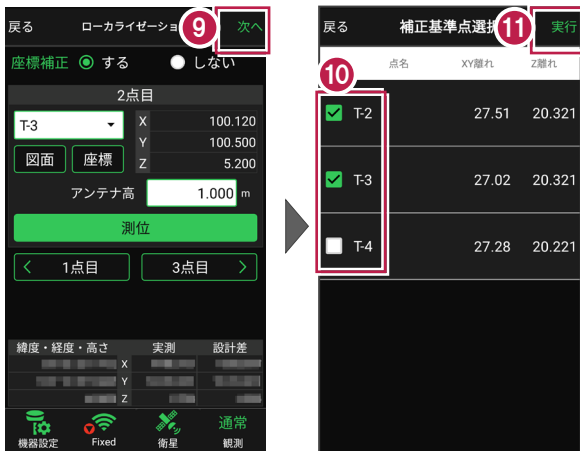 戻る
ローカライゼーショ
9
次へ
座標補正
する
しない
2点目
T-3
X 100.120
Y 100.500
図面
座標
Z 5.200
アンテナ高
1.000 m
測位
1点目
3点目
緯度・経度・高さ
実測
設計差
X
Y
Z
機器設定
Fixed
衛星
通常
観測
戻る
補正基準点選択
11
実行
10
点名
XY離れ
Z離れ
T-2 27.51 20.321
T-3 27.02 20.321
T-4 27.28 20.221